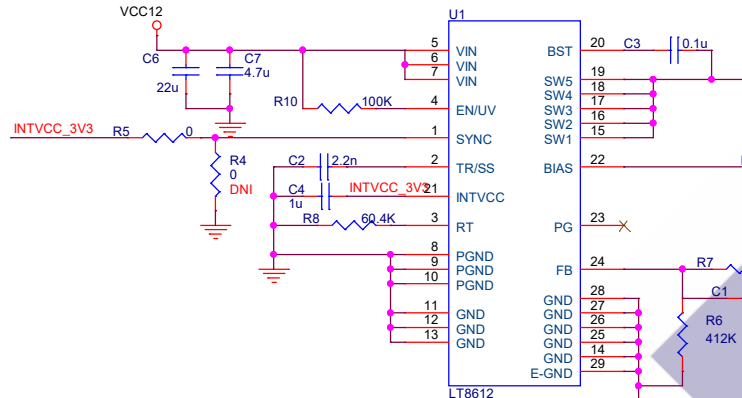 VCC12
U1
C6
C7
4.7u
22u
5
VIN
6
VIN
7
VIN
BST
20
C3
0.1u
R10
100K
4
EN/UV
SW5
19
SW4
18
SW3
17
SW2
16
SW1
15
INTVCC_3V3
R5
0
1
SYNC
R4
0
DNI
C2
2.2n
2
TR/SS
BIAS
22
C4
1u
INTVCC_3V3
21
INTVCC
R8
60.4K
3
RT
PG
23
8
PGND
9
PGND
10
PGND
FB
24
R7
C1
11
GND
12
GND
13
GND
GND
28
GND
27
GND
26
GND
25
GND
14
E-GND
29
R6
412K
LT8612